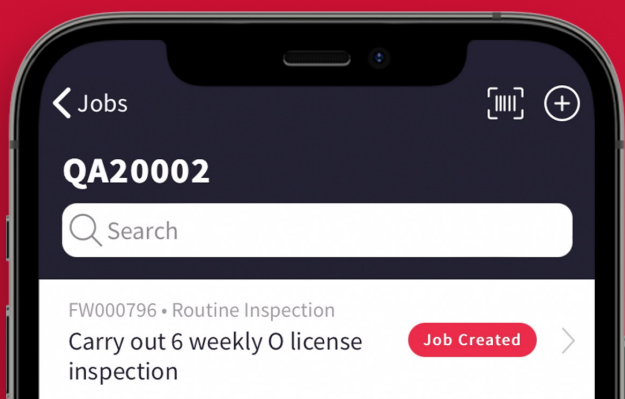 Jobs
QA20002
Search
FW000796 • Routine Inspection
Carry out 6 weekly O license
inspection
Job Created